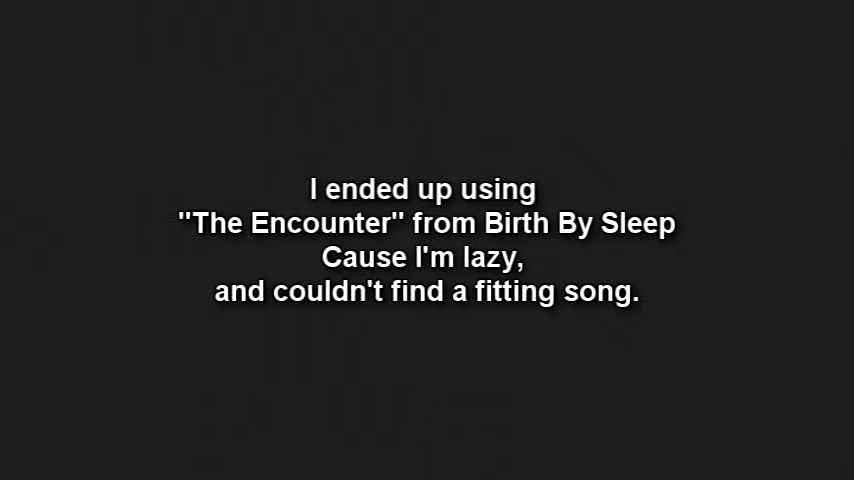 I ended up using
"The Encounter" from Birth By Sleep
Cause I'm lazy,
and couldn't find a fitting song.